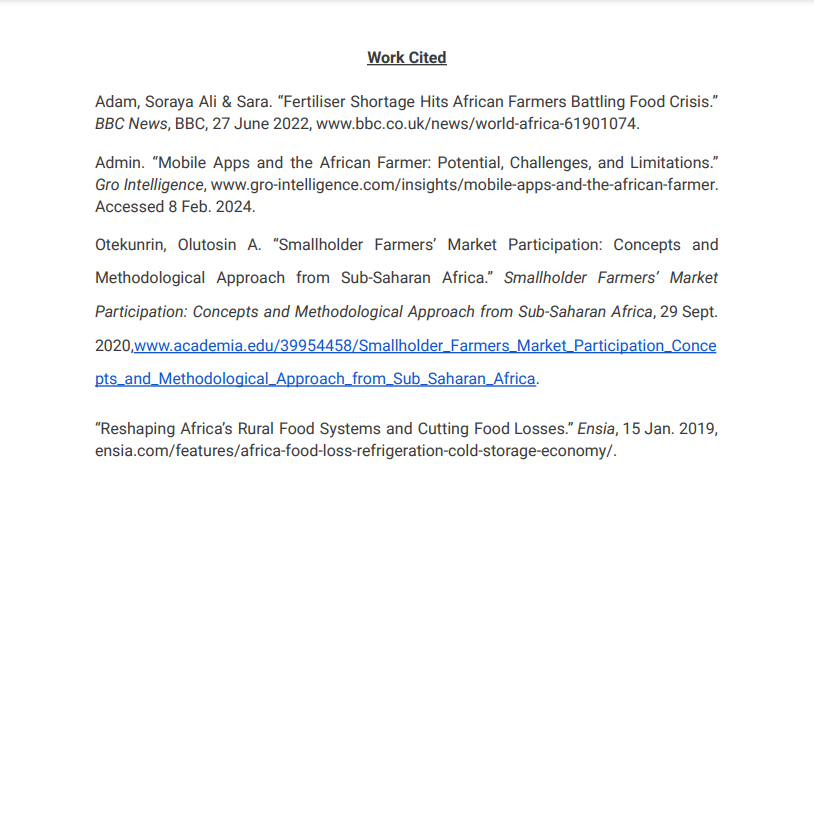 Work Cited
Adam, Soraya Ali & Sara. “Fertiliser Shortage Hits African Farmers Battling Food Crisis.”
BBC News, BBC, 27 June 2022, www.bbc.co.uk/news/world-africa-61901074.
Admin. “Mobile Apps and the African Farmer: Potential, Challenges, and Limitations.”
Gro Intelligence, www.gro-intelligence.com/insights/mobile-apps-and-the-african-farmer.
Accessed 8 Feb. 2024.
Otekunrin, Olutosin A. “Smallholder Farmers’ Market Participation: Concepts and
Methodological Approach from Sub-Saharan Africa.” Smallholder Farmers’ Market
Participation: Concepts and Methodological Approach from Sub-Saharan Africa, 29 Sept.
2020,www.academia.edu/39954458/Smallholder_Farmers_Market_Participation_Conce
pts_and_Methodological_Approach_from_Sub_Saharan_Africa.
“Reshaping Africa’s Rural Food Systems and Cutting Food Losses.” Ensia, 15 Jan. 2019,
ensia.com/features/africa-food-loss-refrigeration-cold-storage-economy/.